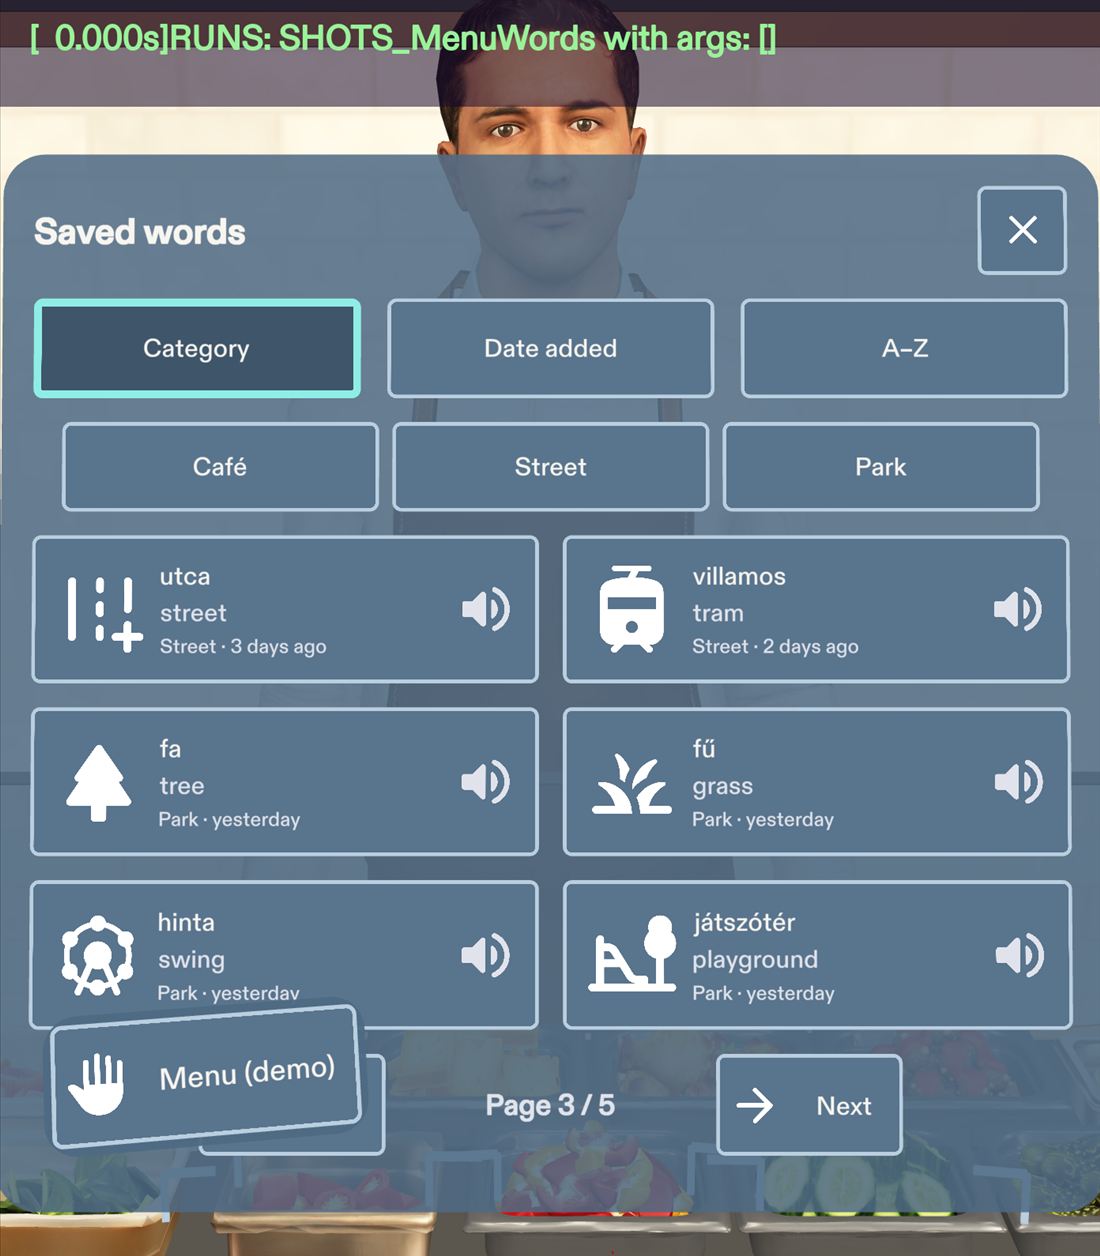 [  0.000s]RUNS: SHOTS_MenuWords with args: []
Saved words
Category
Date added
A–Z
Café
Street
Park
utca
street
Street · 3 days ago
villamos
tram
Street · 2 days ago
fa
tree
Park · yesterday
fű
grass
Park · yesterday
hinta
swing
Park · yesterday
játszótér
playground
Park · yesterday
Menu (demo)
Page 3 / 5
Next